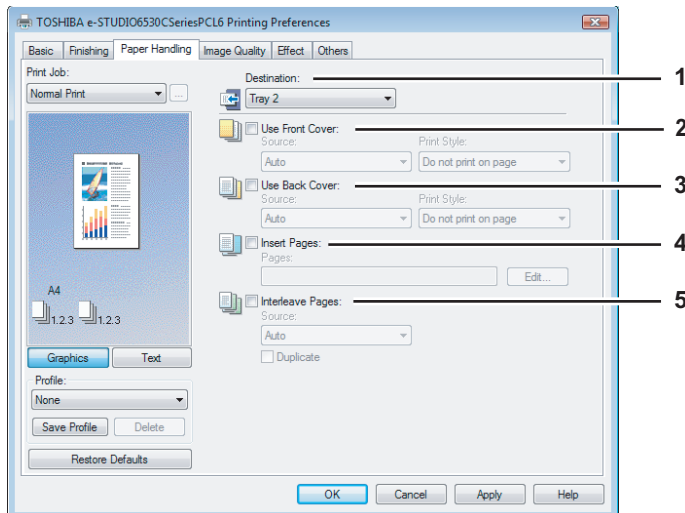 TOSHIBA e-STUDIO6530CSeriesPCL6 Printing Preferences
Basic Finishing Paper Handling Image Quality Effect Others
Print Job:
Normal Print
...
A4
1.2.3 1.2.3
Graphics Text
Profile:
None
Save Profile Delete
Restore Defaults
Destination: 1
Tray 2
Use Front Cover: 2
Source: Print Style:
Auto Do not print on page
Use Back Cover: 3
Source: Print Style:
Auto Do not print on page
Insert Pages: 4
Pages:
Edit...
Interleave Pages: 5
Source:
Auto
Duplicate
OK Cancel Apply Help